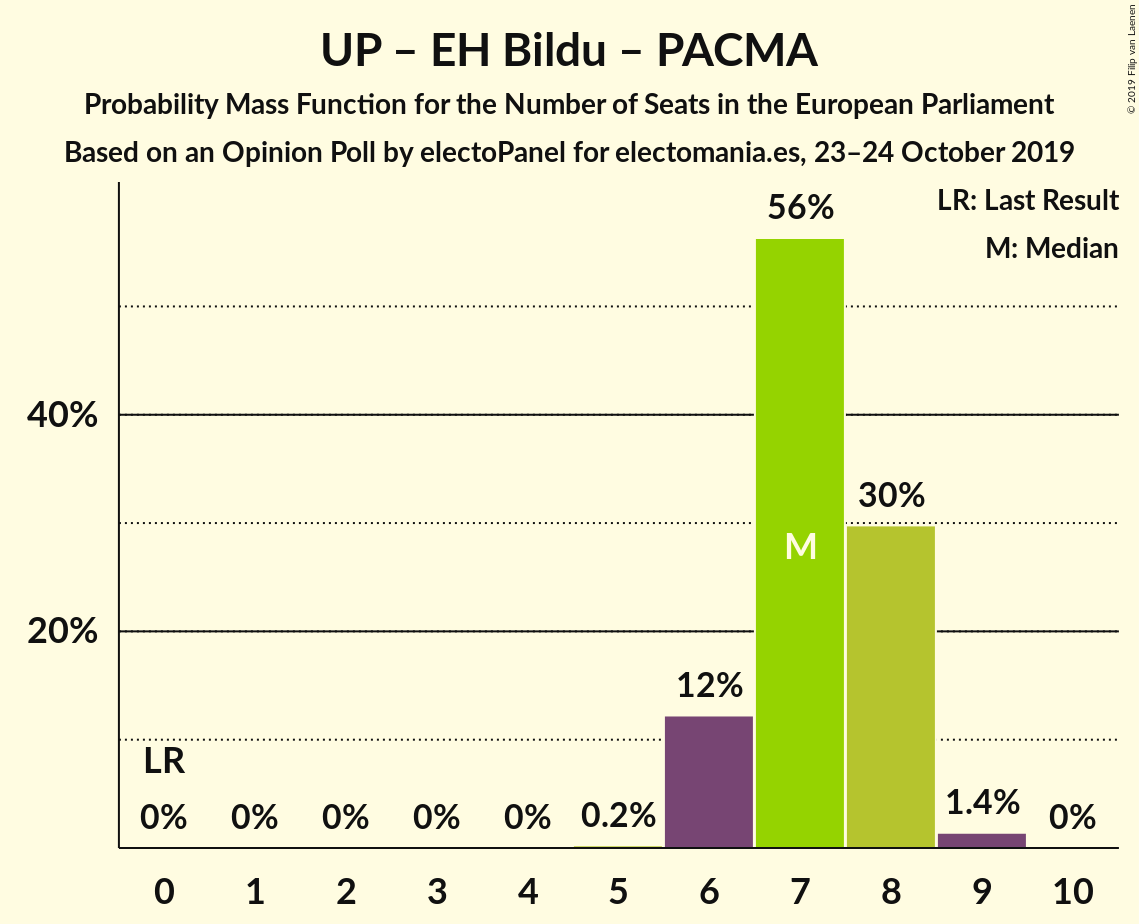 UP – EH Bildu – PACMA
Probability Mass Function for the Number of Seats in the European Parliament
Based on an Opinion Poll by electoPanel for electomania.es, 23–24 October 2019
© 2019 Filip van Laenen
LR: Last Result
M: Median
56%
40%
30%
M
20%
12%
LR
0% 0% 0% 0% 0% 0.2% 1.4% 0%
0 1 2 3 4 5 6 7 8 9 10